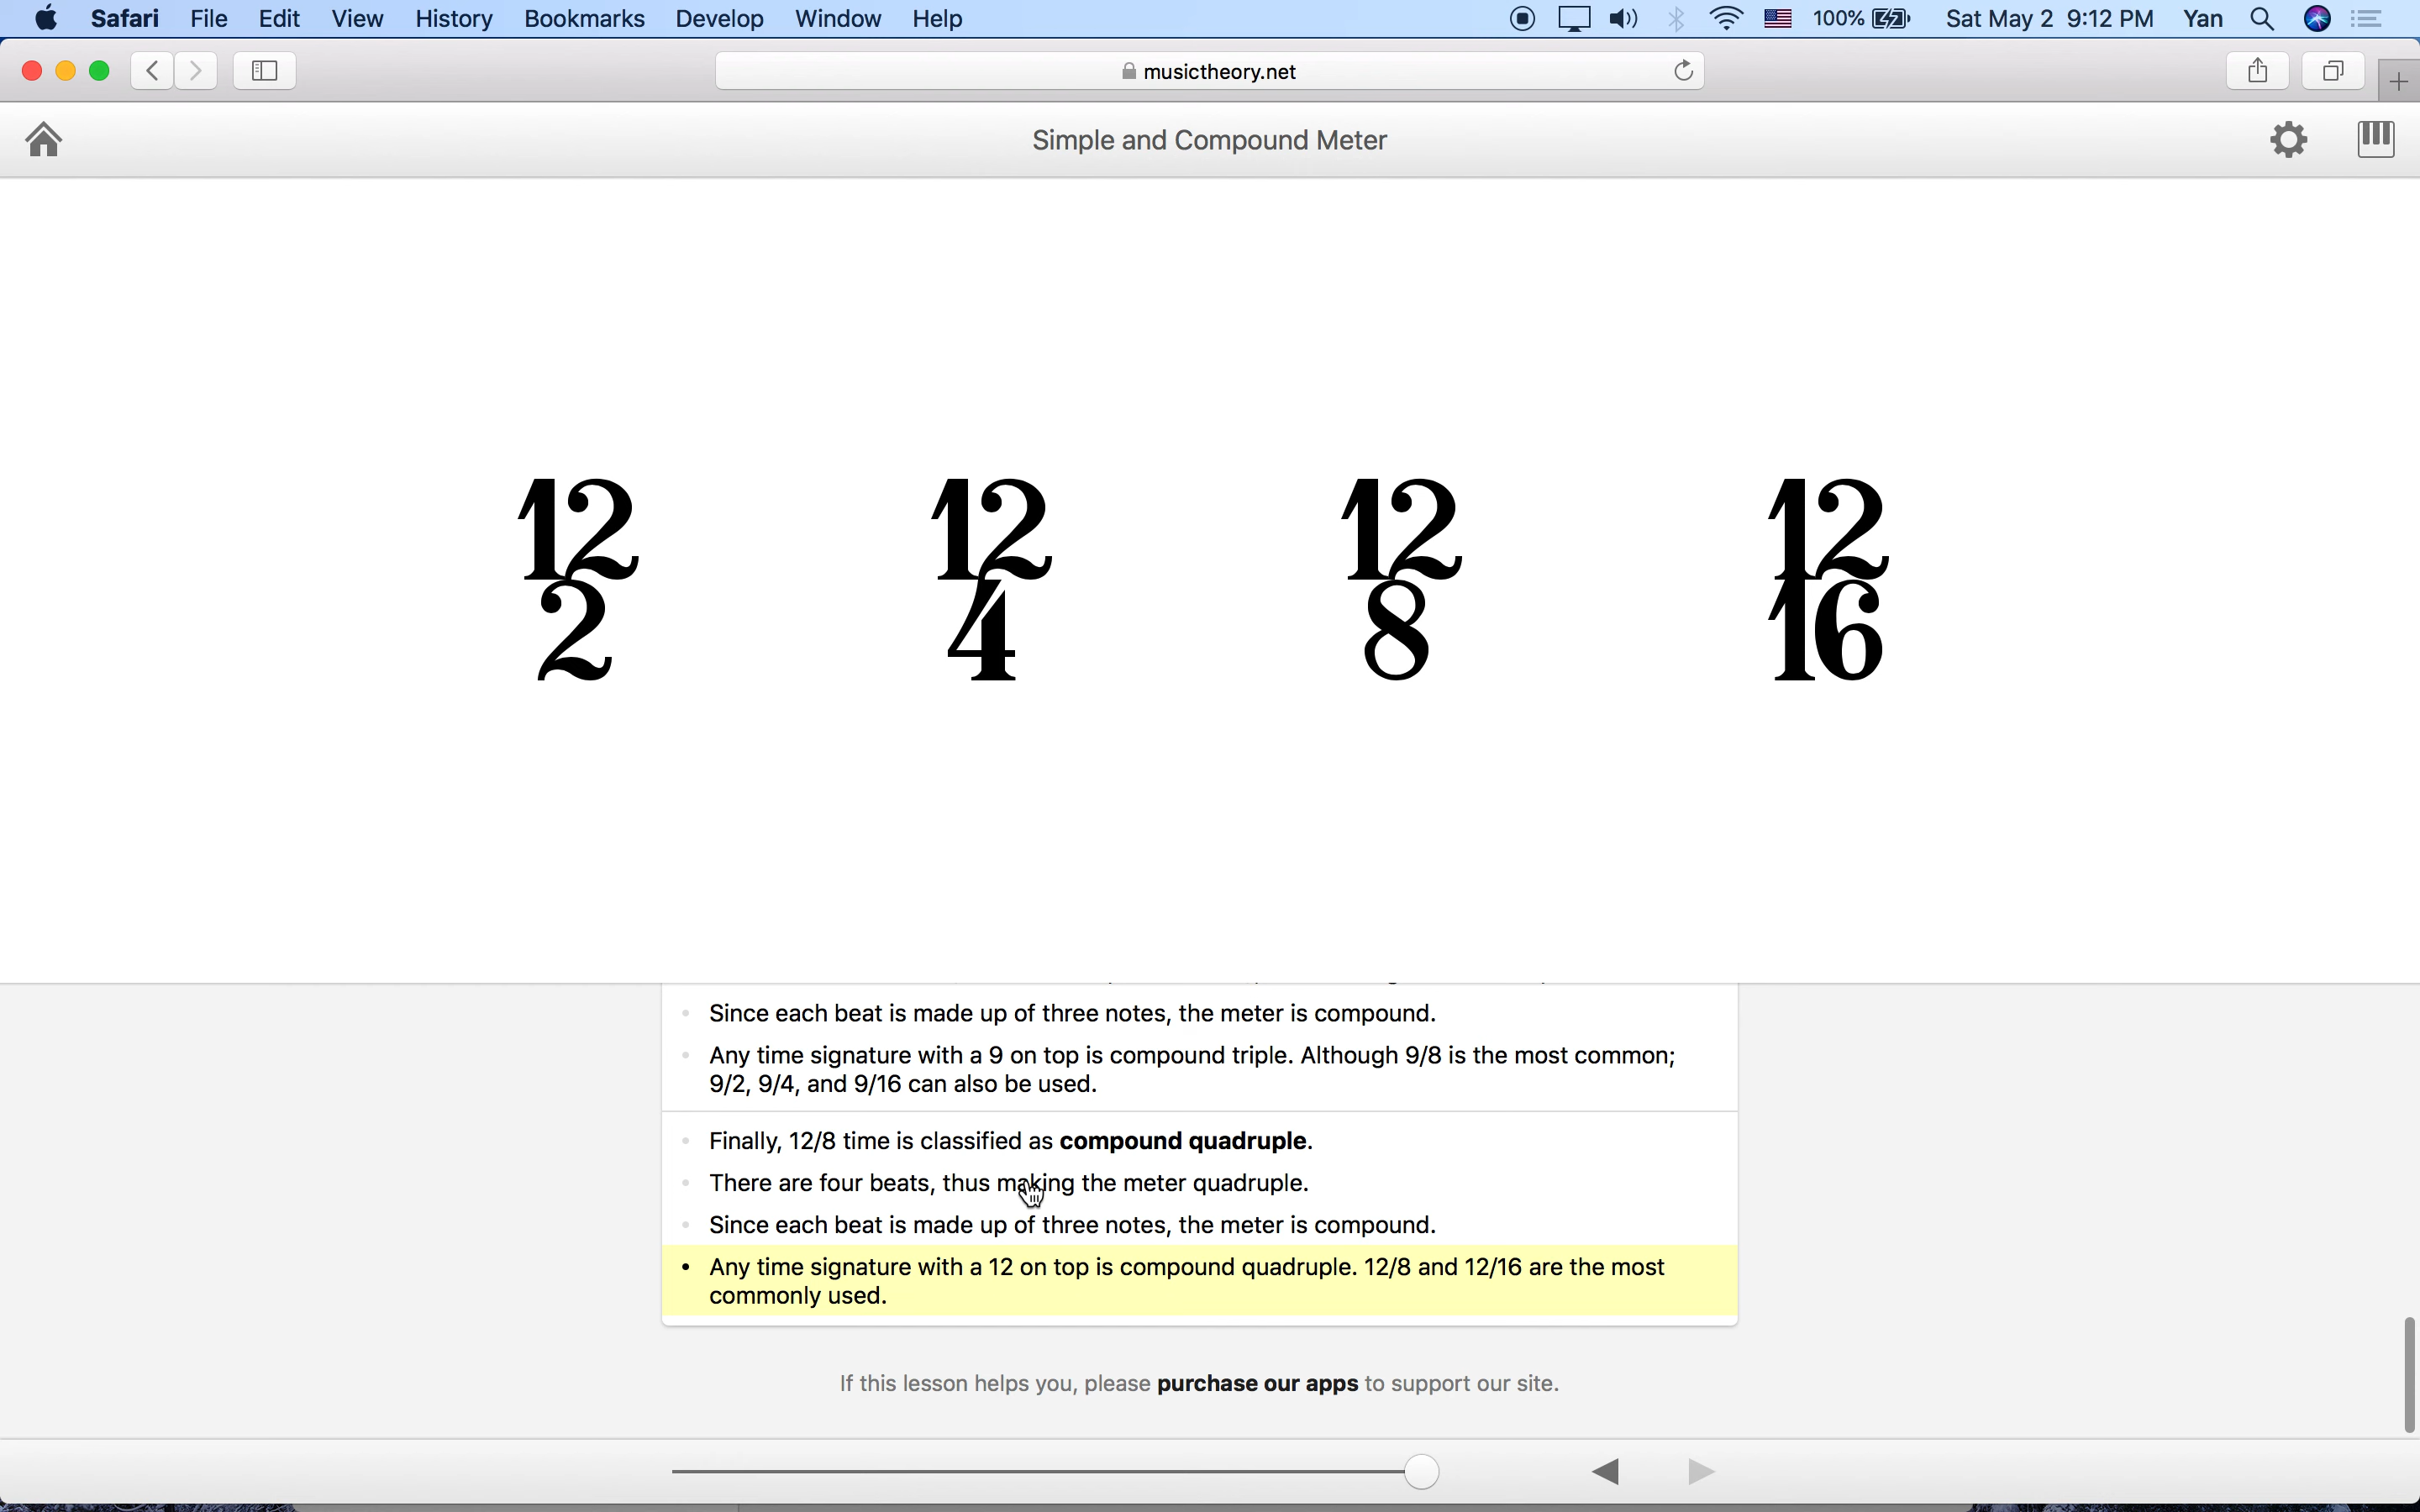 Safari File Edit View History Bookmarks Develop Window Help 100% Sat May 2 9:12 PM Yan
musictheory.net
Simple and Compound Meter
12 12 12 12
2 4 8 16
Since each beat is made up of three notes, the meter is compound.
Any time signature with a 9 on top is compound triple. Although 9/8 is the most common;
9/2, 9/4, and 9/16 can also be used.
Finally, 12/8 time is classified as compound quadruple.
There are four beats, thus making the meter quadruple.
Since each beat is made up of three notes, the meter is compound.
Any time signature with a 12 on top is compound quadruple. 12/8 and 12/16 are the most
commonly used.
If this lesson helps you, please purchase our apps to support our site.